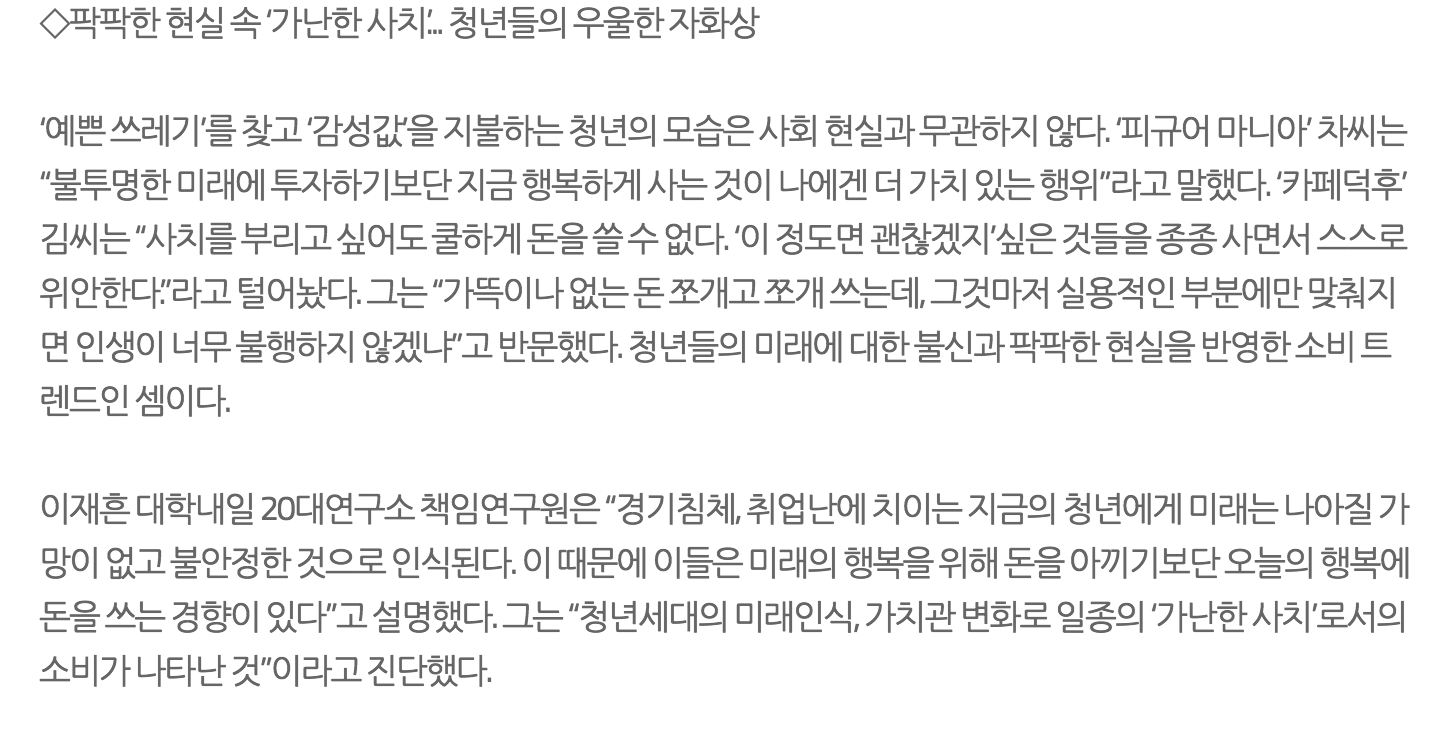 ◇팍팍한 현실 속 ‘가난한 사치’... 청년들의 우울한 자화상
‘예쁜 쓰레기’를 찾고 ‘감성값’을 지불하는 청년의 모습은 사회 현실과 무관하지 않다. ‘피규어 마니아’ 차씨는
“불투명한 미래에 투자하기보단 지금 행복하게 사는 것이 나에겐 더 가치 있는 행위”라고 말했다. ‘카페덕후’
김씨는 “사치를 부리고 싶어도 쿨하게 돈을 쓸 수 없다. ‘이 정도면 괜찮겠지’싶은 것들을 종종 사면서 스스로
위안한다.”라고 털어놨다. 그는 “가뜩이나 없는 돈 쪼개고 쪼개 쓰는데, 그것마저 실용적인 부분에만 맞춰지
면 인생이 너무 불행하지 않겠냐”고 반문했다. 청년들의 미래에 대한 불신과 팍팍한 현실을 반영한 소비 트
렌드인 셈이다.
이재흔 대학내일 20대연구소 책임연구원은 “경기침체, 취업난에 치이는 지금의 청년에게 미래는 나아질 가
망이 없고 불안정한 것으로 인식된다. 이 때문에 이들은 미래의 행복을 위해 돈을 아끼기보단 오늘의 행복에
돈을 쓰는 경향이 있다”고 설명했다. 그는 “청년세대의 미래인식, 가치관 변화로 일종의 ‘가난한 사치’로서의
소비가 나타난 것”이라고 진단했다.